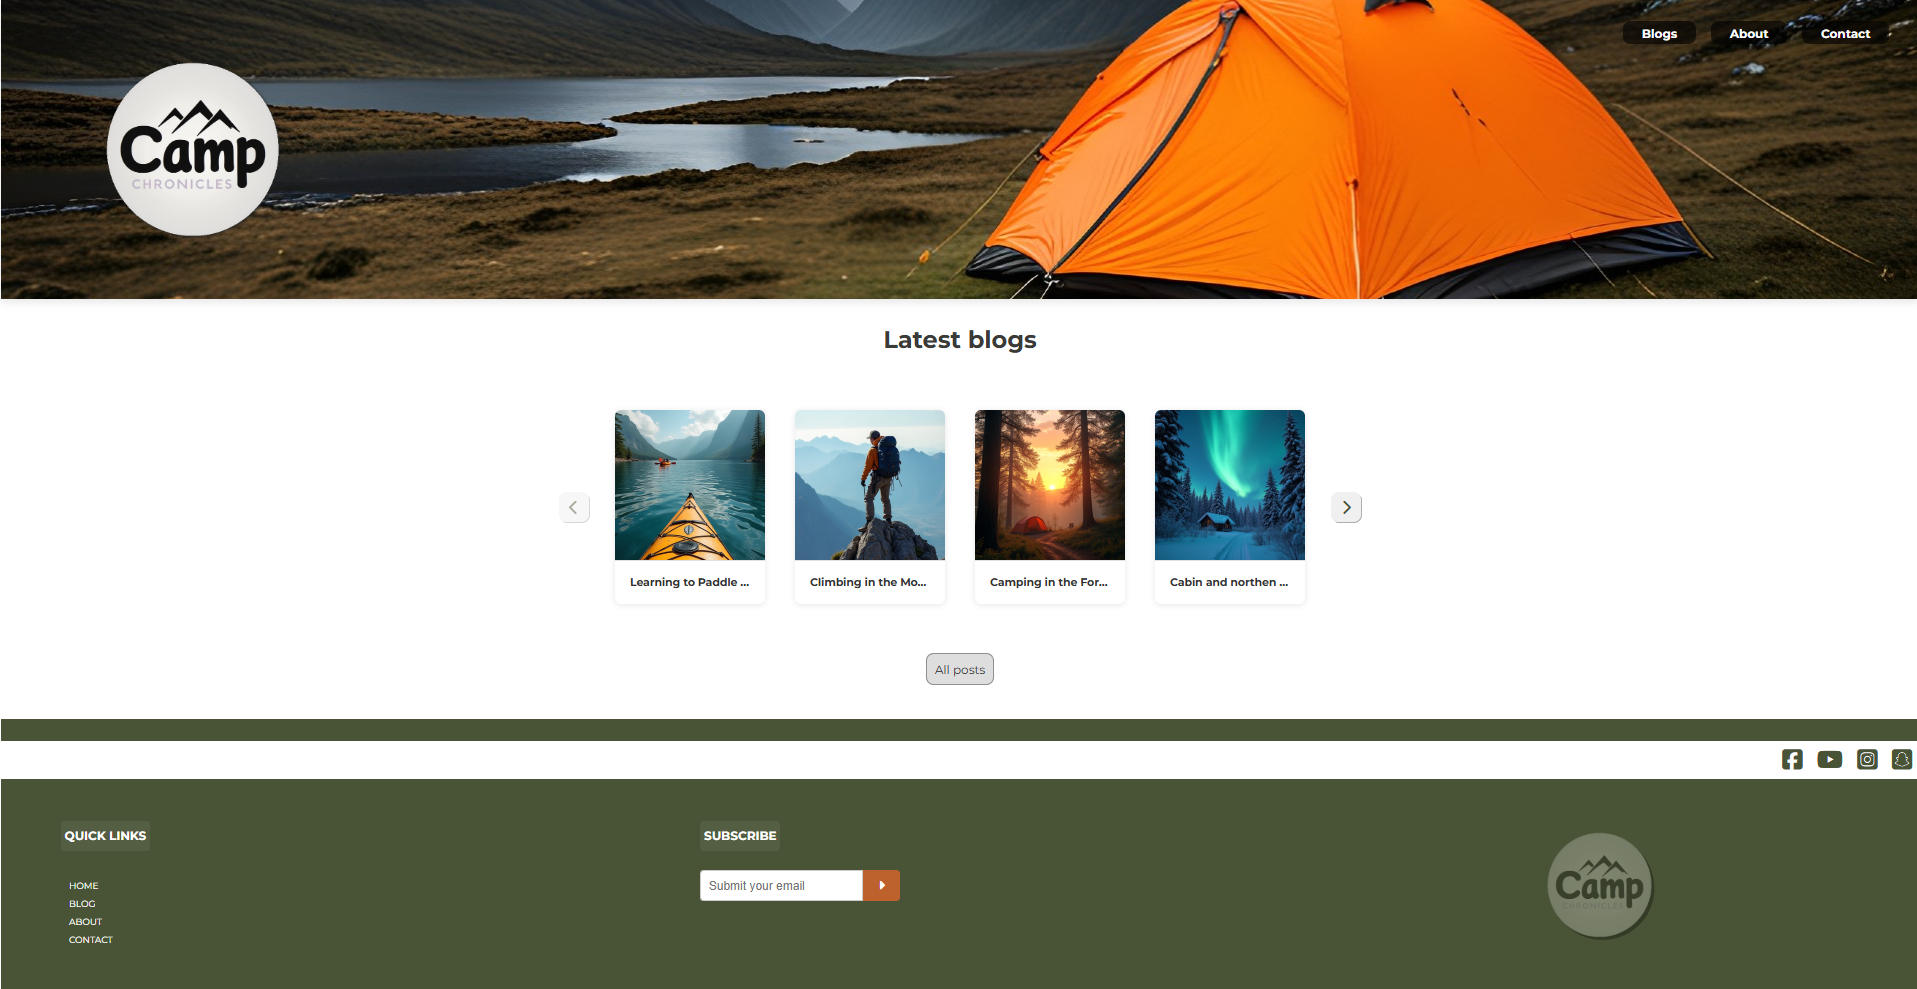 Blogs
About
Contact
Camp
CHRONICLES
Latest blogs
Learning to Paddle ...
Climbing in the Mo...
Camping in the For...
Cabin and northen ...
All posts
QUICK LINKS
HOME
BLOG
ABOUT
CONTACT
SUBSCRIBE
Submit your email
Camp
CHRONICLES